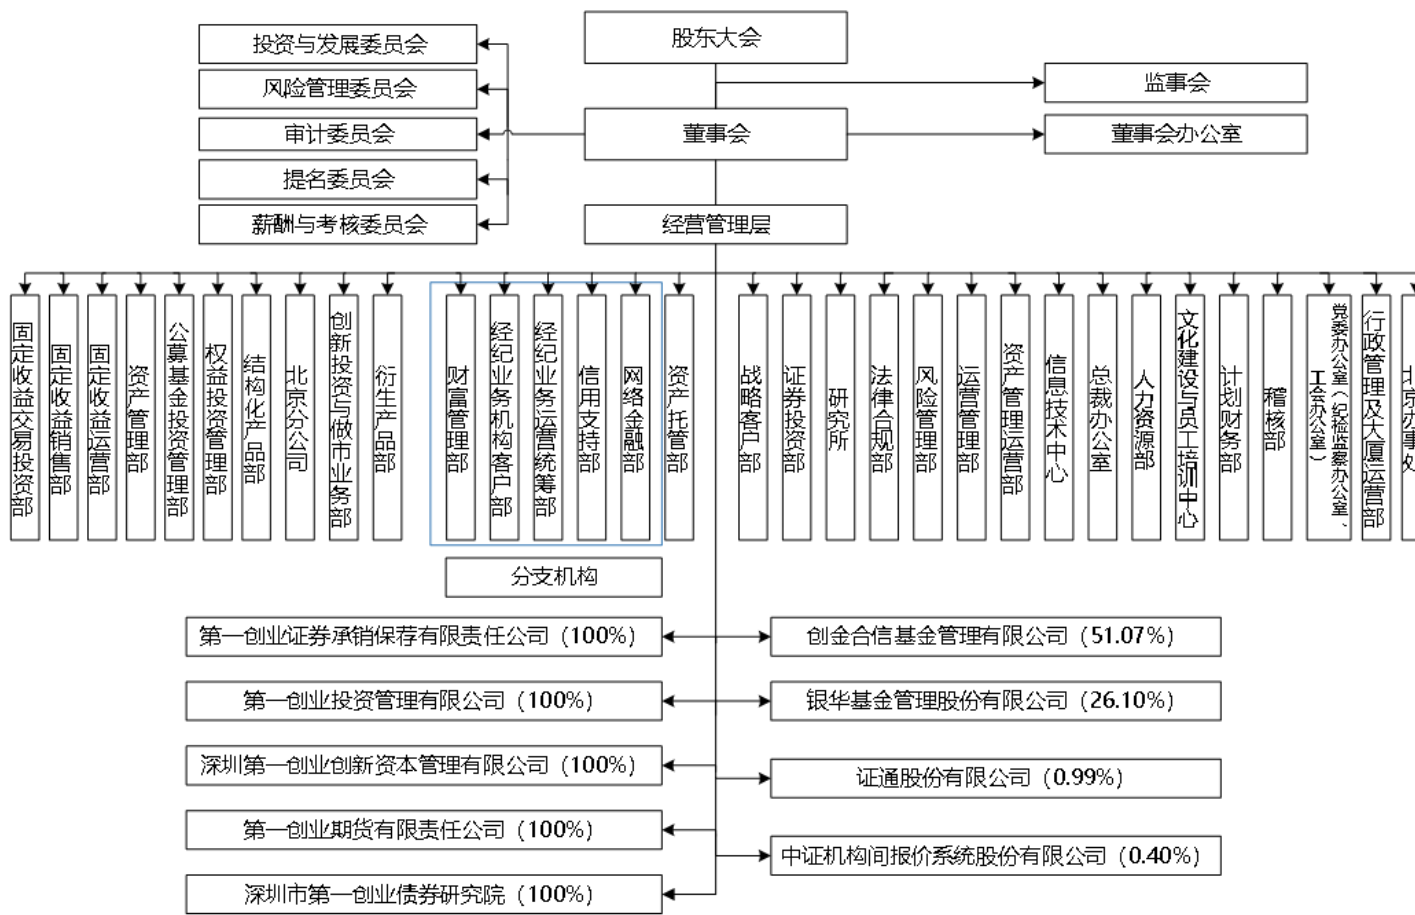 股东大会
投资与发展委员会
风险管理委员会
监事会
审计委员会
董事会
董事会办公室
提名委员会
薪酬与考核委员会
经营管理层
固定收益交易投资部
固定收益销售部
固定收益运营部
资产管理部
公募基金投资管理部
权益投资管理部
结构化产品部
北京分公司
创新投资与做市业务部
衍生产品部
财富管理部
经纪业务机构客户部
经纪业务运营统筹部
信用支持部
网络金融部
资产托管部
战略客户部
证券投资部
研究所
法律合规部
风险管理部
运营管理部
资产管理运营部
信息技术中心
总裁办公室
人力资源部
文化建设与员工培训中心
计划财务部
稽核部
党委办公室（纪检监察办公室、
工会办公室）
行政管理及大厦运营部
北京办事处
分支机构
第一创业证券承销保荐有限责任公司（100%）
创金合信基金管理有限公司（51.07%）
第一创业投资管理有限公司（100%）
银华基金管理股份有限公司（26.10%）
深圳第一创业创新资本管理有限公司（100%）
证通股份有限公司（0.99%）
第一创业期货有限责任公司（100%）
中证机构间报价系统股份有限公司（0.40%）
深圳市第一创业债券研究院（100%）